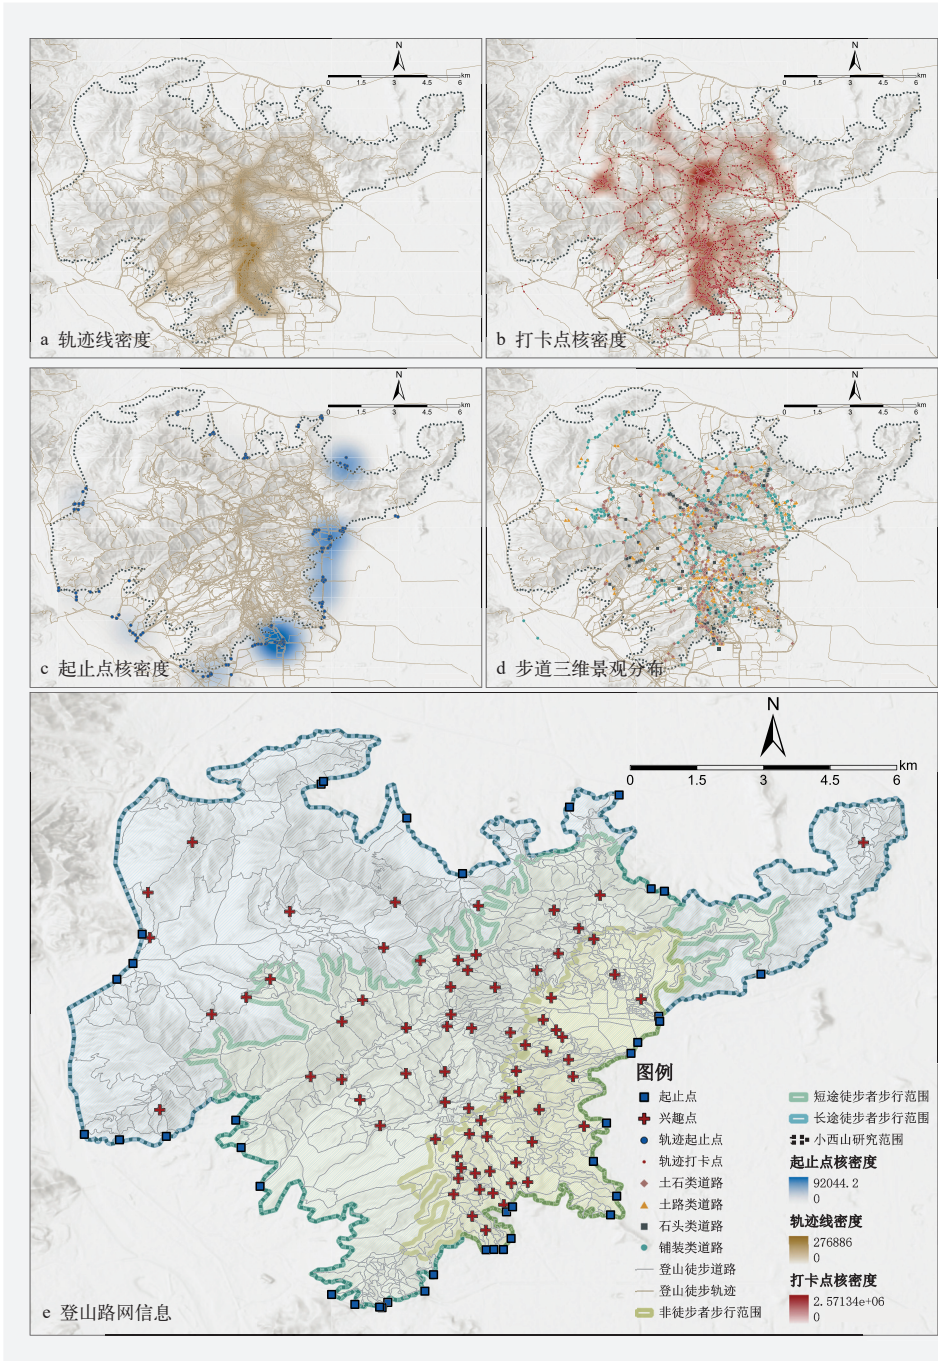 N
0 1.5 3 4.5 6 km
a 轨迹线密度
N
0 1.5 3 4.5 6 km
b 打卡点核密度
N
0 1.5 3 4.5 6 km
c 起止点核密度
N
0 1.5 3 4.5 6 km
d 步道三维景观分布
N
0 1.5 3 4.5 6 km
图例
起止点
兴趣点
轨迹起止点
轨迹打卡点
土石类道路
土路类道路
石头类道路
铺装类道路
登山徒步道路
登山徒步轨迹
非徒步者步行范围
短途徒步者步行范围
长途徒步者步行范围
小西山研究范围
起止点核密度
92044.2
0
轨迹线密度
276886
0
打卡点核密度
2.57134e+06
0
e 登山路网信息